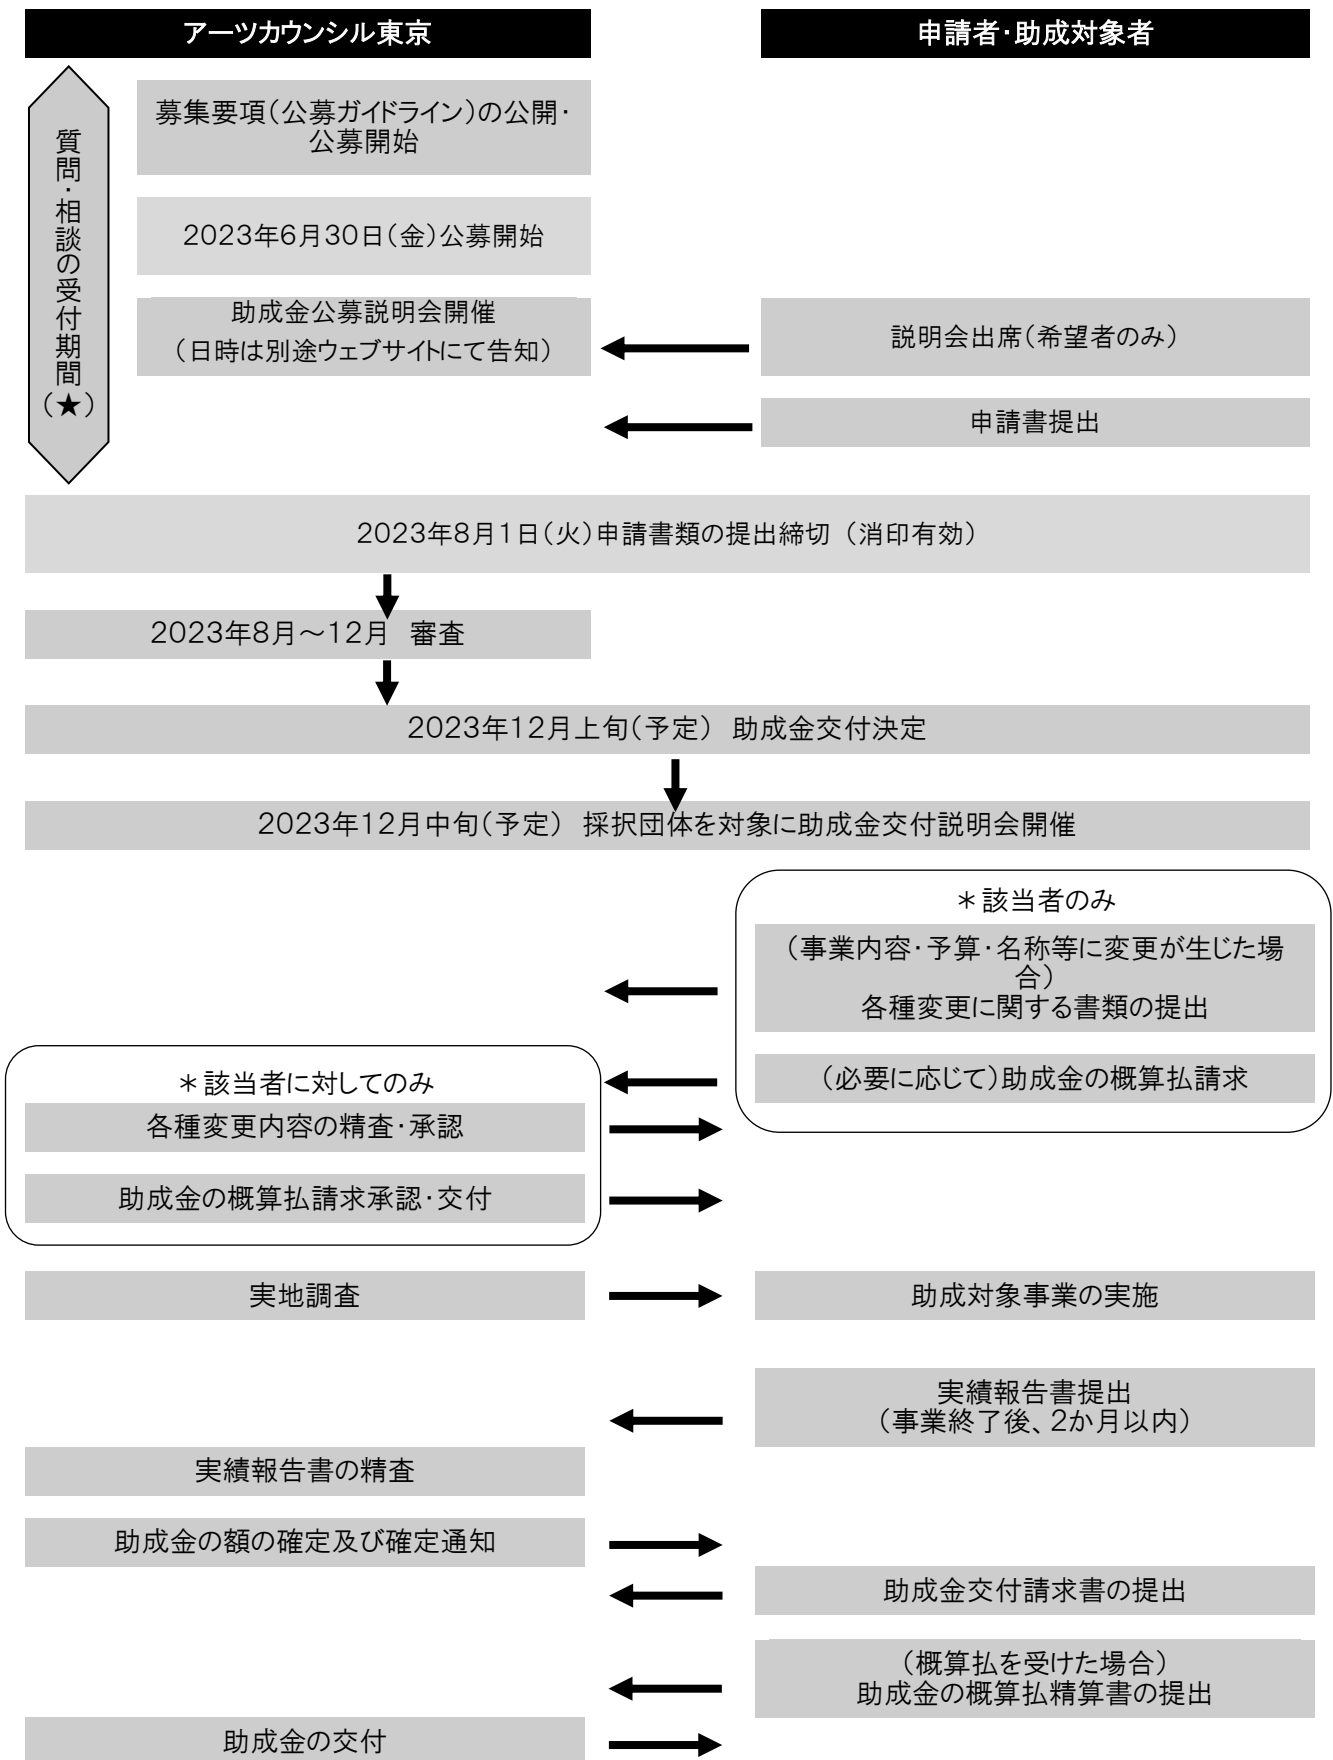 アーツカウンシル東京
申請者・助成対象者
質問・相談の受付期間(★)
募集要項(公募ガイドライン)の公開・
公募開始
2023年6月30日(金)公募開始
助成金公募説明会開催
(日時は別途ウェブサイトにて告知)
説明会出席(希望者のみ)
申請書提出
2023年8月1日(火)申請書類の提出締切 (消印有効)
2023年8月~12月 審査
2023年12月上旬(予定) 助成金交付決定
2023年12月中旬(予定) 採択団体を対象に助成金交付説明会開催
*該当者のみ
(事業内容・予算・名称等に変更が生じた場
合)
各種変更に関する書類の提出
(必要に応じて)助成金の概算払請求
*該当者に対してのみ
各種変更内容の精査・承認
助成金の概算払請求承認・交付
実地調査
助成対象事業の実施
実績報告書提出
(事業終了後、2か月以内)
実績報告書の精査
助成金の額の確定及び確定通知
助成金交付請求書の提出
(概算払を受けた場合)
助成金の概算払精算書の提出
助成金の交付